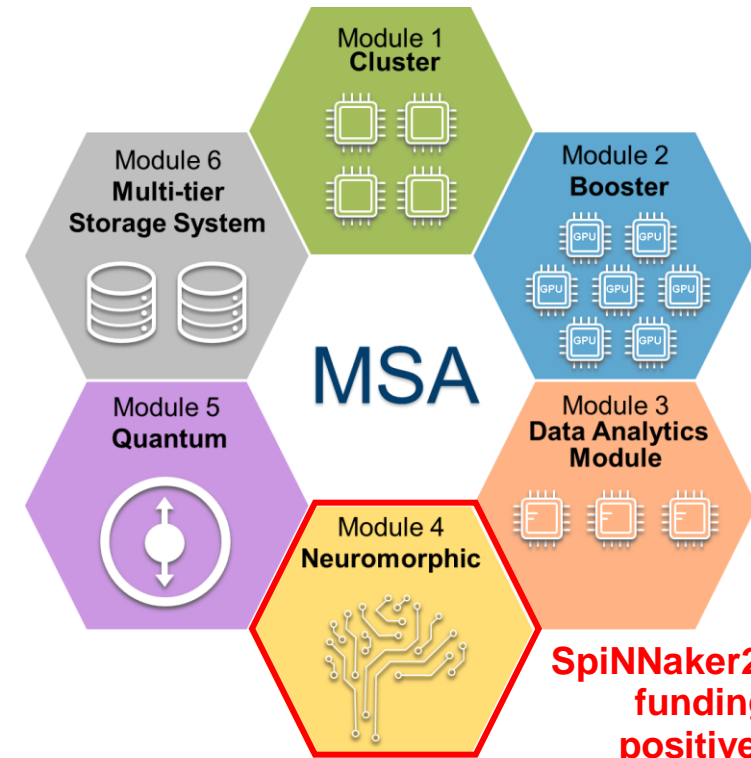 Module 1
Cluster
Module 6
Multi-tier
Storage System
Module 2
Booster
GPU GPU
GPU GPU GPU
GPU GPU
MSA
Module 5
Quantum
Module 3
Data Analytics
Module
Module 4
Neuromorphic
SpiNNaker2
funding
positive